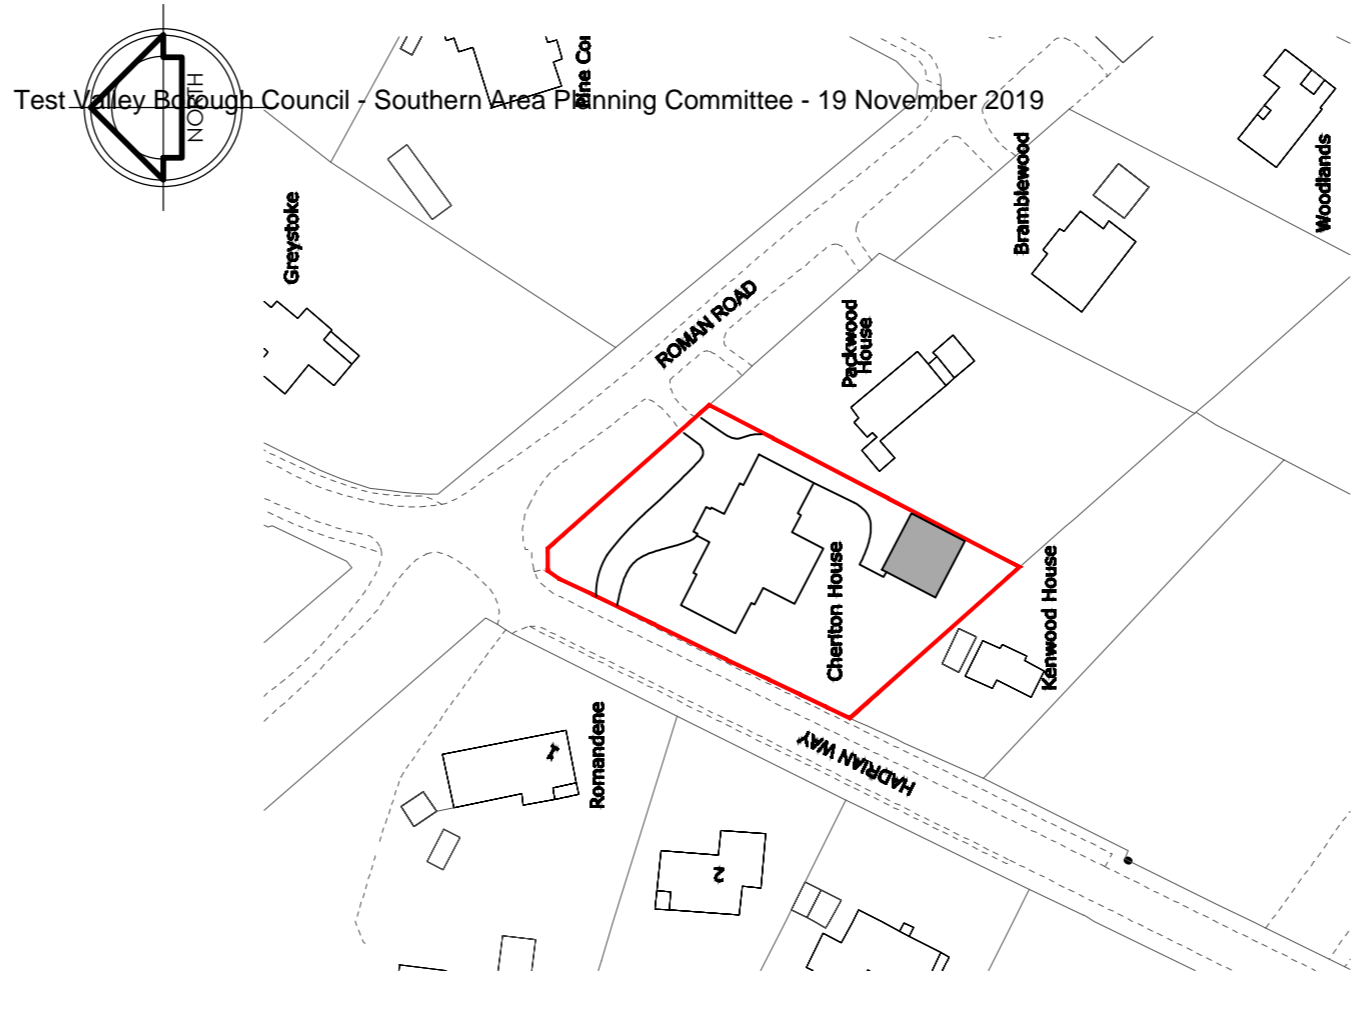 Test Valley Borough Council - Southern Area Planning Committee - 19 November 2019
NORTH
Pine
Greystoke
Bramblewood
Woodlands
ROMAN ROAD
Packwood
House
Cherlton House
Kenwood House
HADRIAN WAY
Romandene
1
2